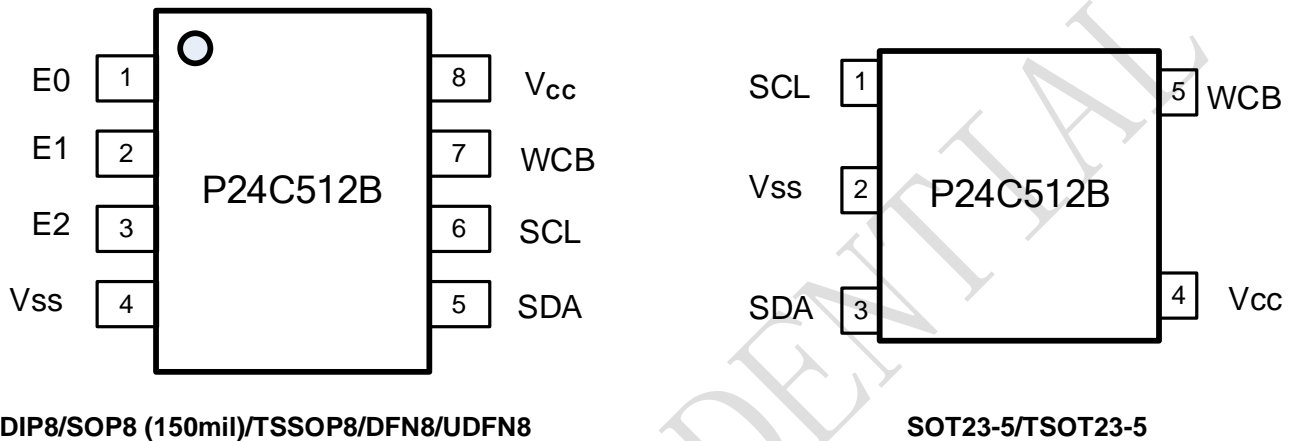 E0 1 8 Vcc
E1 2 7 WCB
P24C512B
E2 3 6 SCL
Vss 4 5 SDA
DIP8/SOP8 (150mil)/TSSOP8/DFN8/UDFN8
SCL 1 5 WCB
Vss 2 P24C512B
SDA 3 4 Vcc
SOT23-5/TSOT23-5
DENTIAL